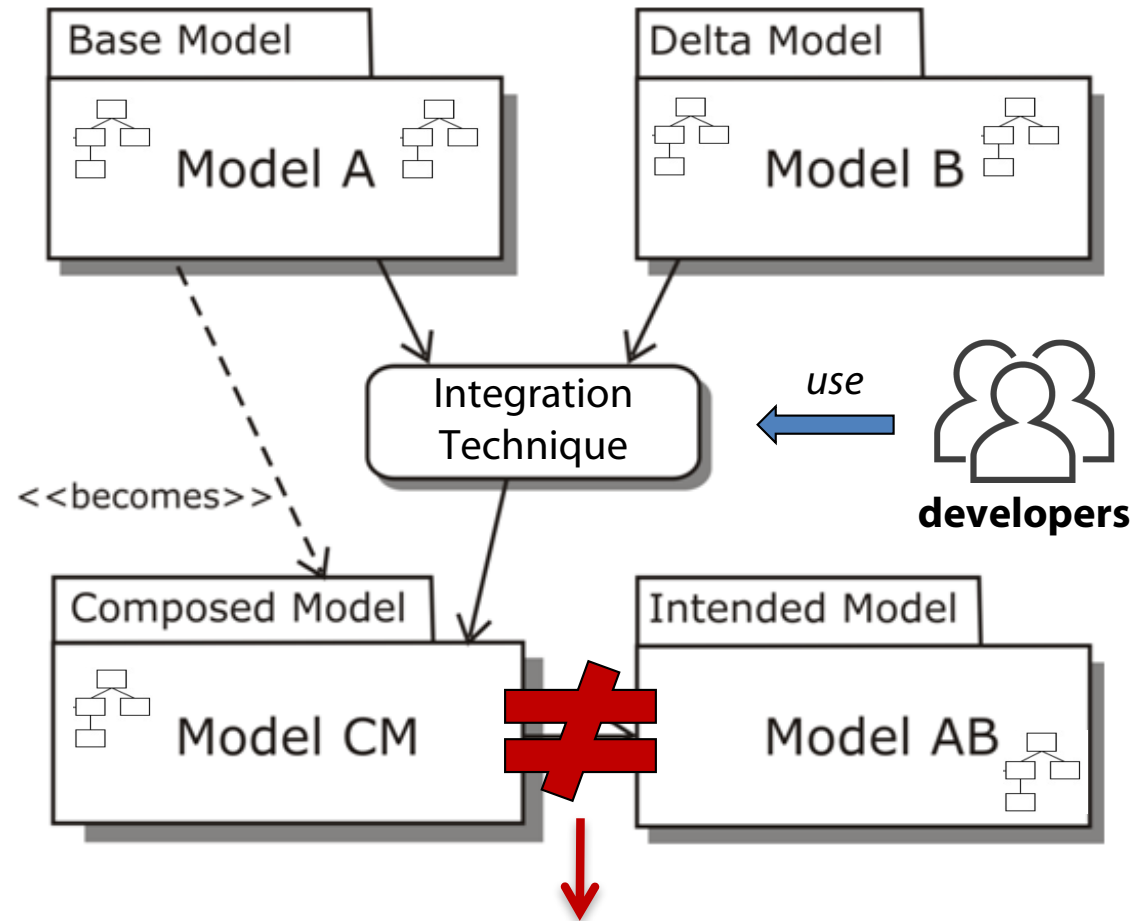 Base Model
Delta Model
Model A
Model B
Integration
Technique
use
developers
<<becomes>>
Composed Model
Intended Model
Model CM
≠
Model AB